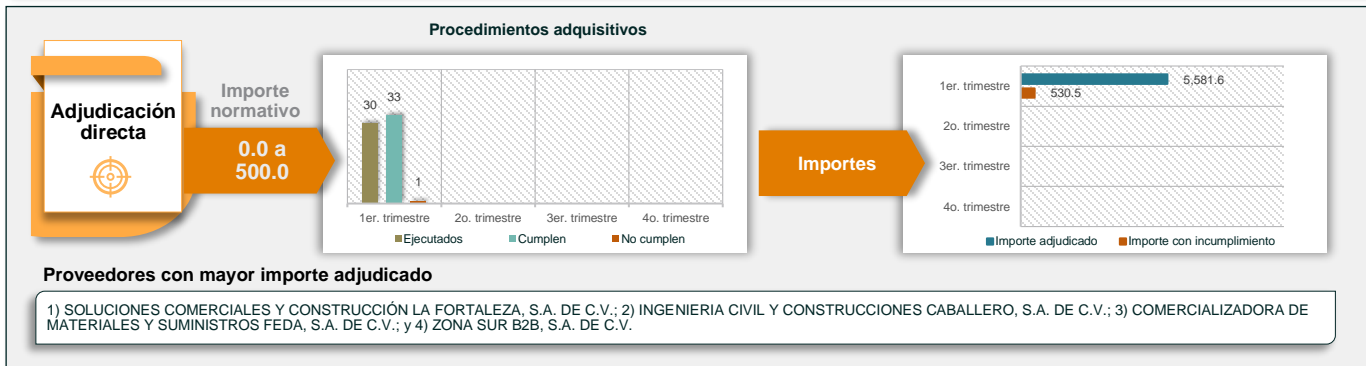 Procedimientos adquisitivos
Adjudicación
directa
Importe
normativo
0.0 a
500.0
30
33
1
1er. trimestre
2o. trimestre
3er. trimestre
4o. trimestre
Ejecutados
Cumplen
No cumplen
Importes
1er. trimestre
5,581.6
530.5
2o. trimestre
3er. trimestre
4o. trimestre
Importe adjudicado
Importe con incumplimiento
Proveedores con mayor importe adjudicado
1) SOLUCIONES COMERCIALES Y CONSTRUCCIÓN LA FORTALEZA, S.A. DE C.V.; 2) INGENIERIA CIVIL Y CONSTRUCCIONES CABALLERO, S.A. DE C.V.; 3) COMERCIALIZADORA DE
MATERIALES Y SUMINISTROS FEDA, S.A. DE C.V.; y 4) ZONA SUR B2B, S.A. DE C.V.